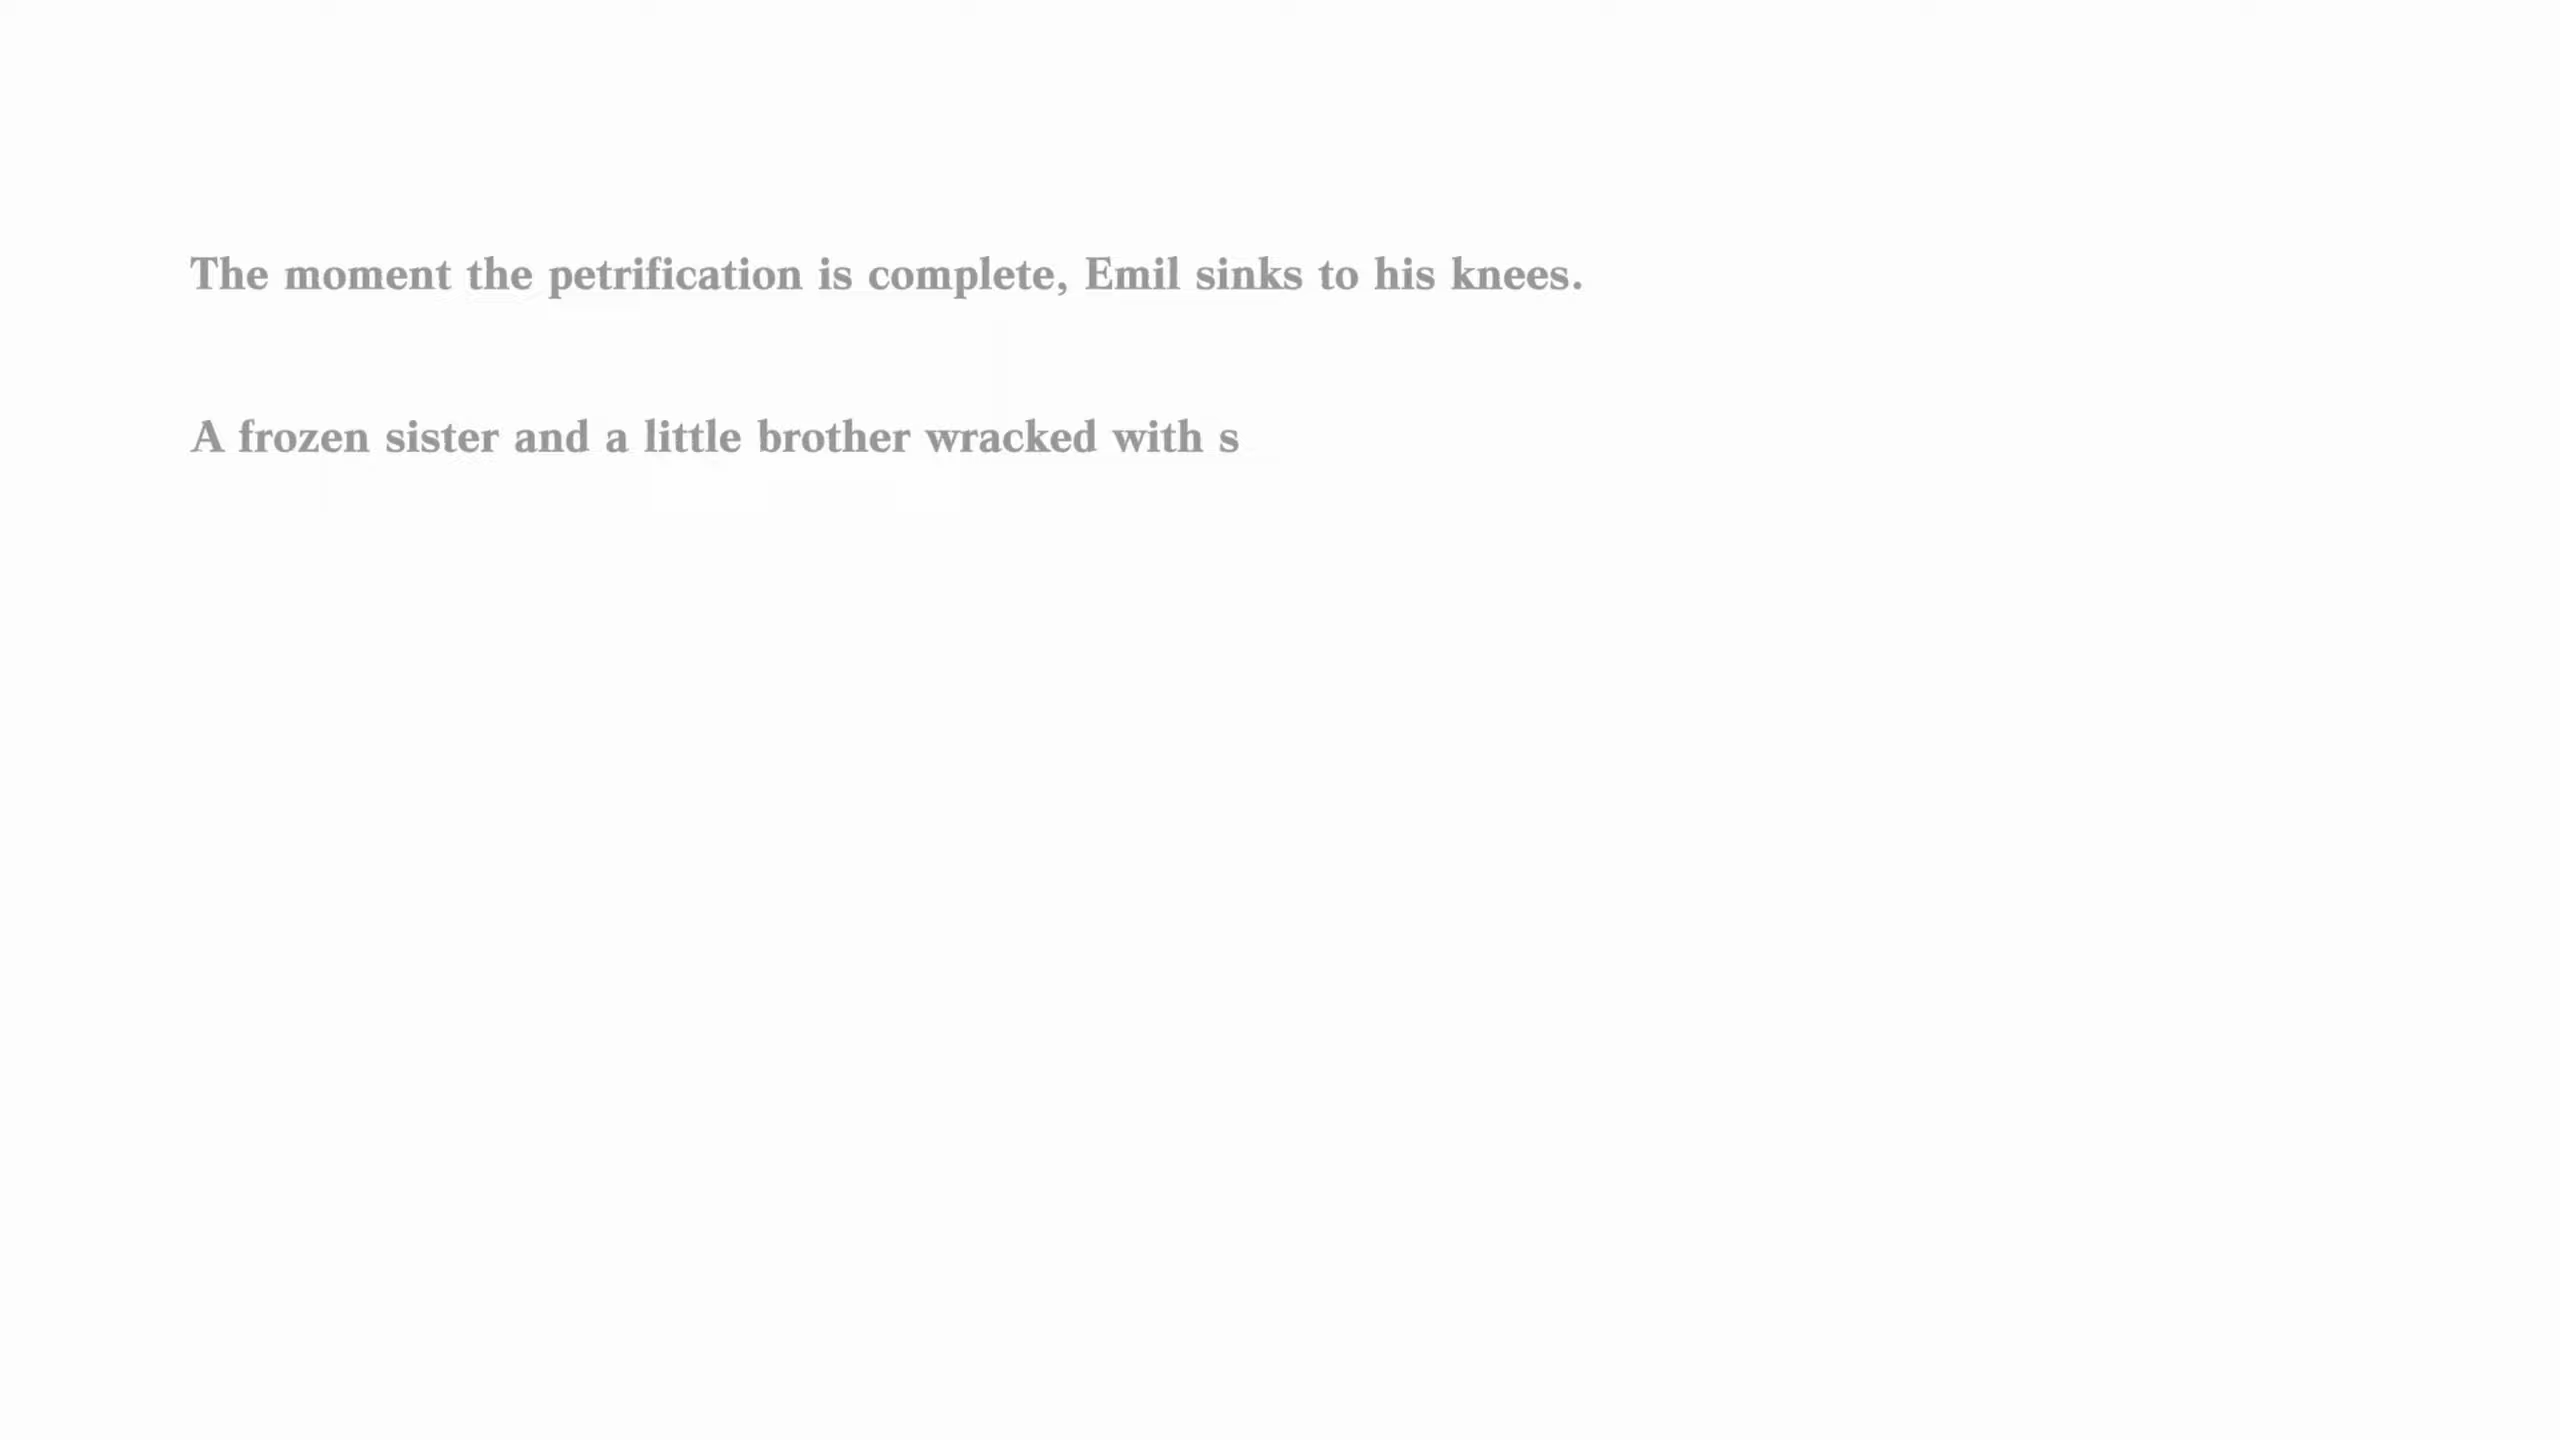 The moment the petrification is complete, Emil sinks to his knees.
A frozen sister and a little brother wracked with s